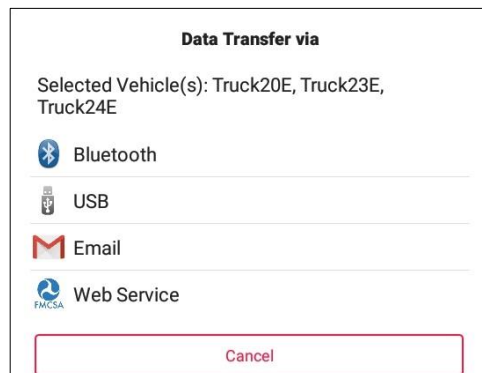 Data Transfer via
Selected Vehicle(s): Truck20E, Truck23E,
Truck24E
Bluetooth
USB
Email
FMCSA Web Service
Cancel